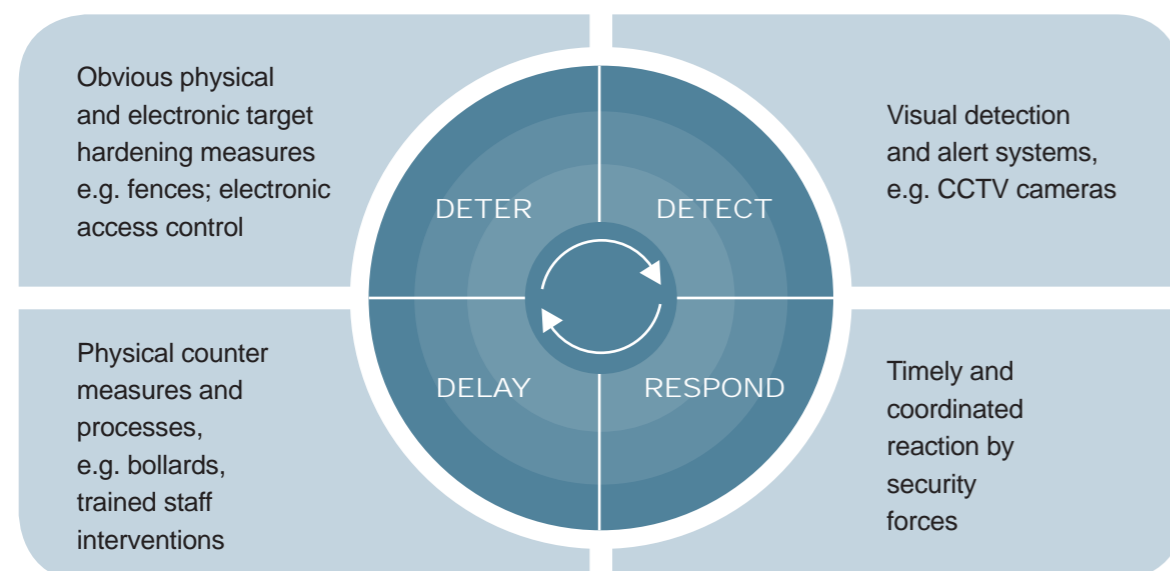 Obvious physical
and electronic target
hardening measures
e.g. fences; electronic
access control
Visual detection
and alert systems,
e.g. CCTV cameras
DETER
DETECT
DELAY
RESPOND
Physical counter
measures and
processes,
e.g. bollards,
trained staff
interventions
Timely and
coordinated
reaction by
security
forces